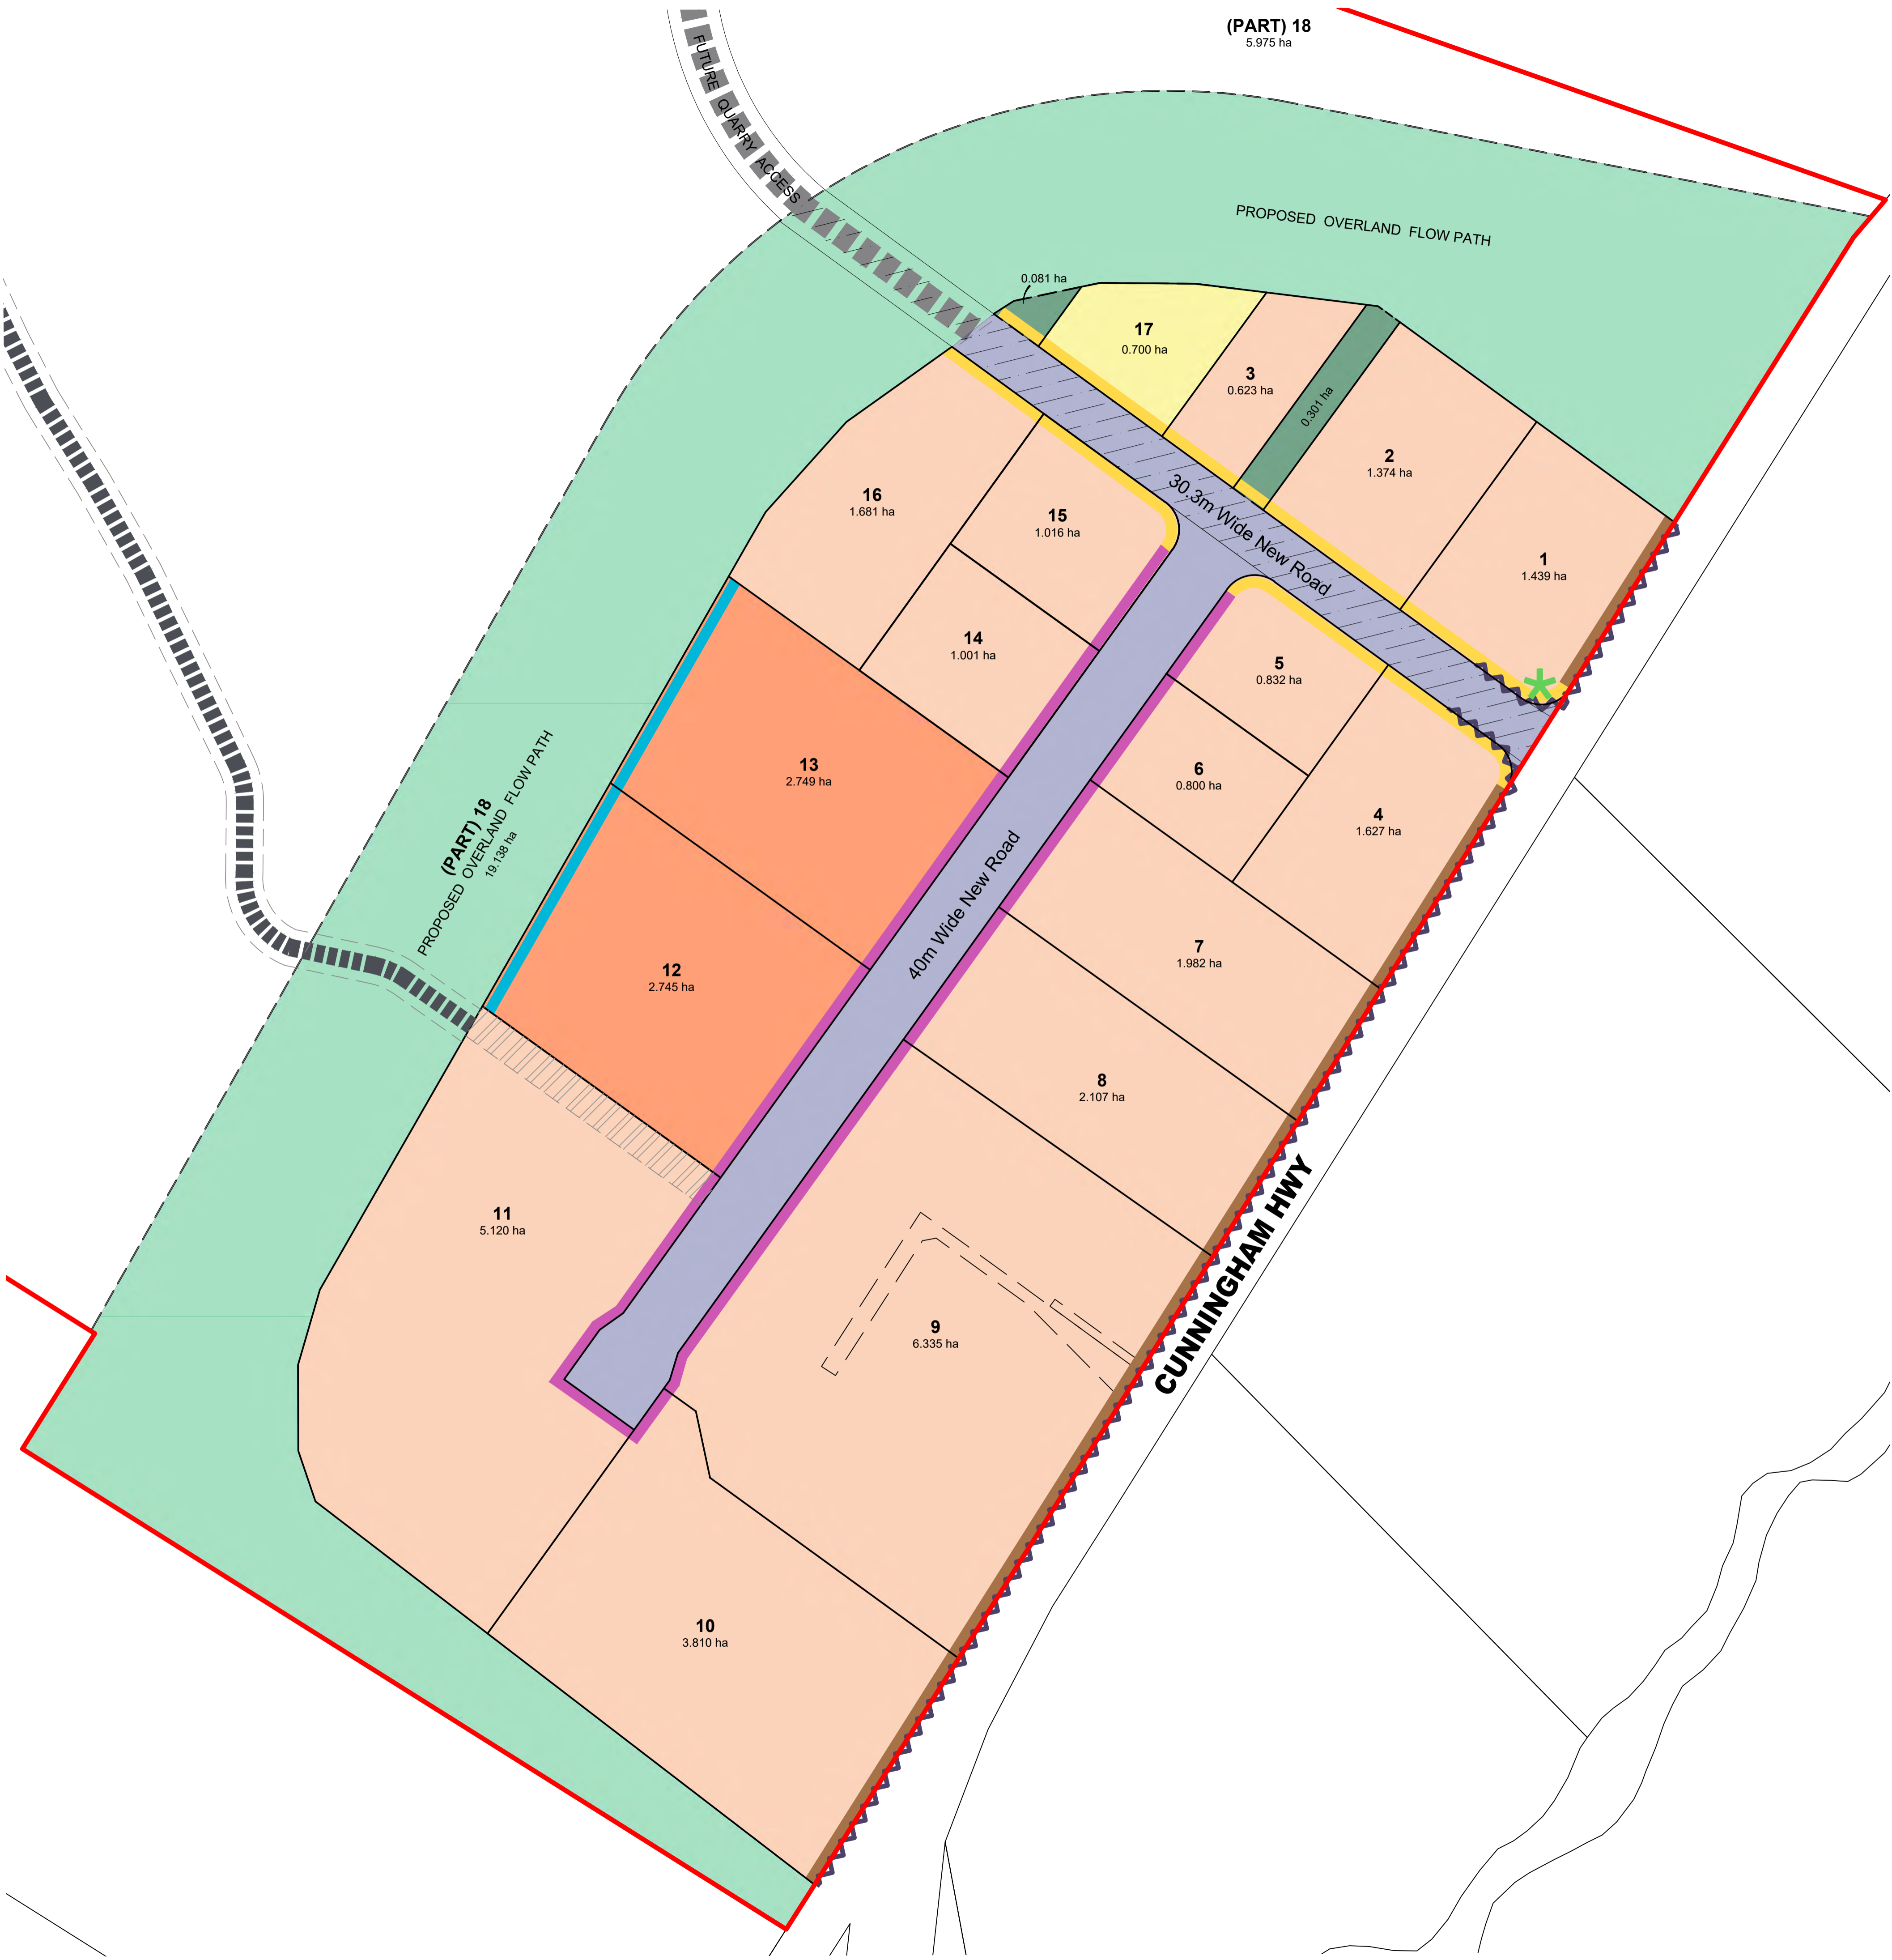 (PART) 18
5.975 ha
FUTURE QUARRY ACCESS
PROPOSED OVERLAND FLOW PATH
0.081 ha
17
0.700 ha
3
0.623 ha
0.301 ha
2
1.374 ha
1
1.439 ha
30.3m Wide New Road
16
1.681 ha
15
1.016 ha
14
1.001 ha
5
0.832 ha
6
0.800 ha
4
1.627 ha
13
2.749 ha
(PART) 18
PROPOSED OVERLAND FLOW PATH
19.138 ha
40m Wide New Road
12
2.745 ha
7
1.982 ha
8
2.107 ha
CUNNINGHAM HWY
11
5.120 ha
9
6.335 ha
10
3.810 ha